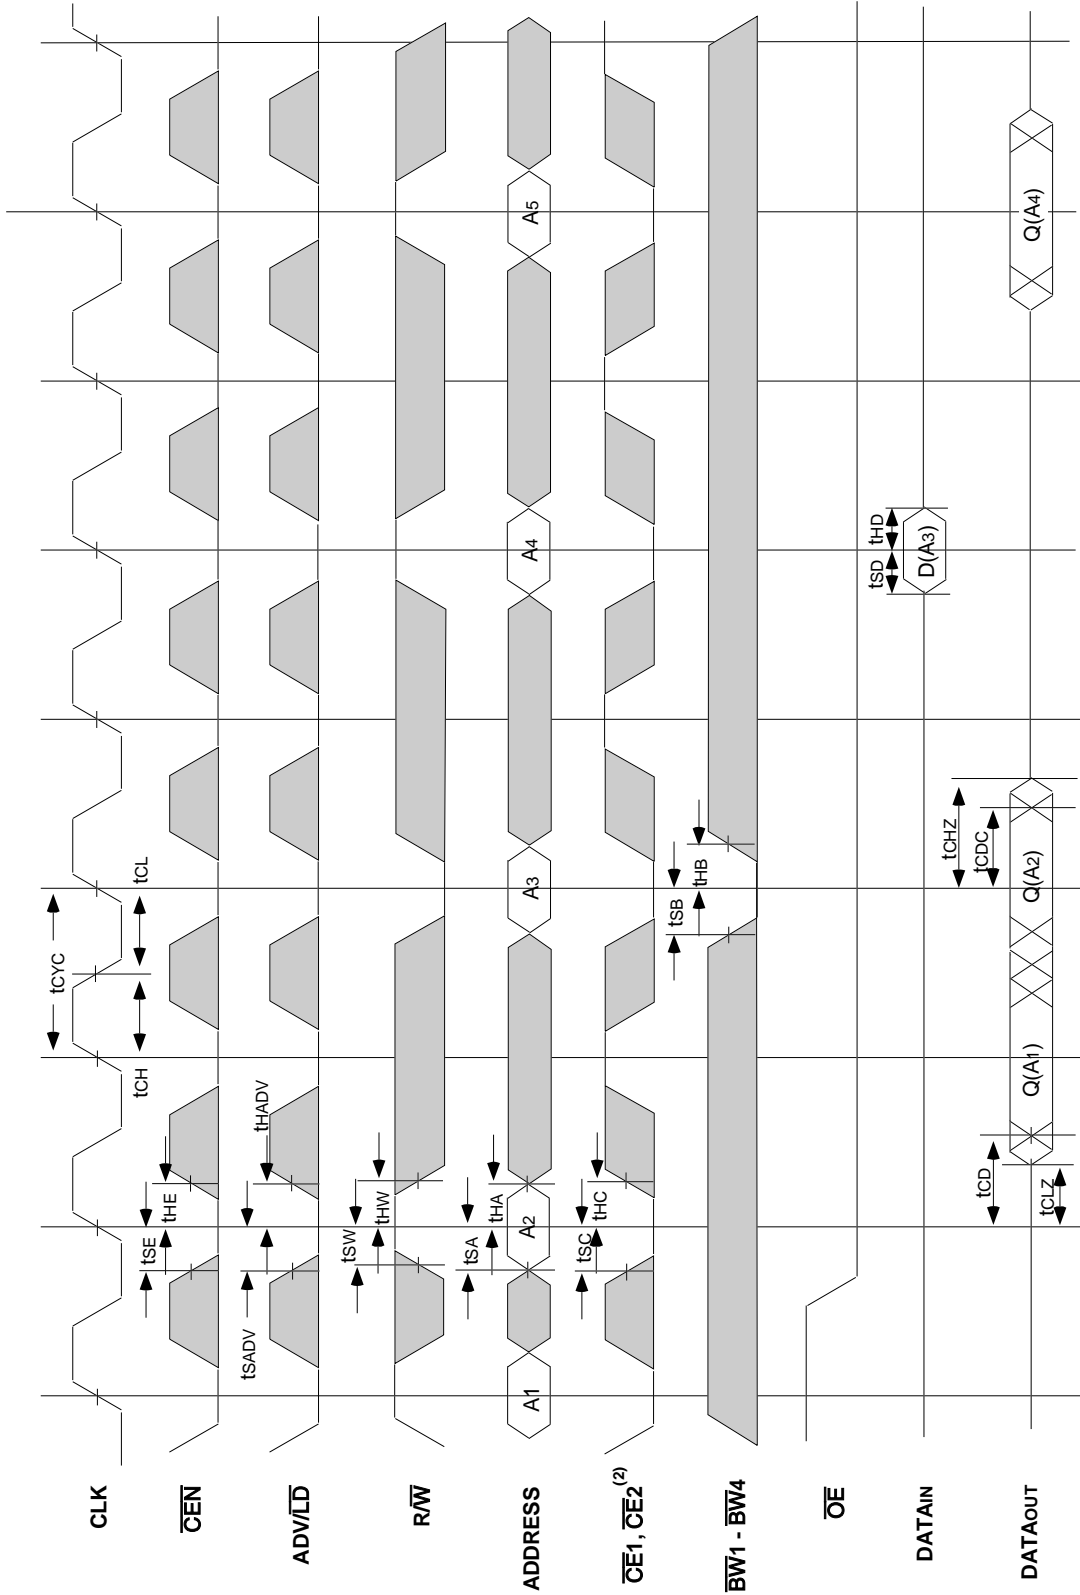 CLK
tCYC
tCH
tCL
CEN
tSE
tHE
ADV/LD
tSADV
tHADV
R/W
tSW
tHW
ADDRESS
A1
tSA
tHA
A2
A3
A4
A5
CE1, CE2(2)
tSC
tHC
BW1 - BW4
tSB
tHB
OE
DATAIN
tSD
tHD
D(A3)
DATAOUT
tCD
tCLZ
Q(A1)
tCHZ
tCDC
Q(A2)
Q(A4)